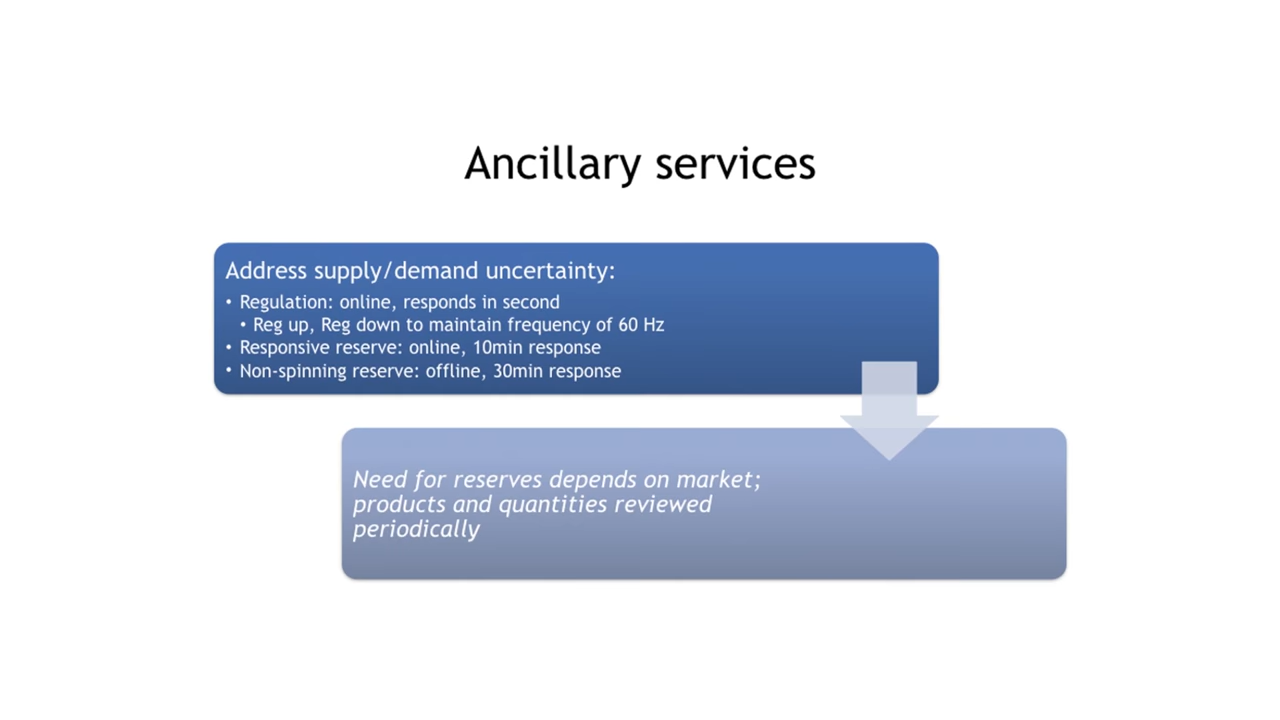 Ancillary services
Address supply/demand uncertainty:
• Regulation: online, responds in second
• Reg up, Reg down to maintain frequency of 60 Hz
• Responsive reserve: online, 10min response
• Non-spinning reserve: offline, 30min response
Need for reserves depends on market;
products and quantities reviewed
periodically